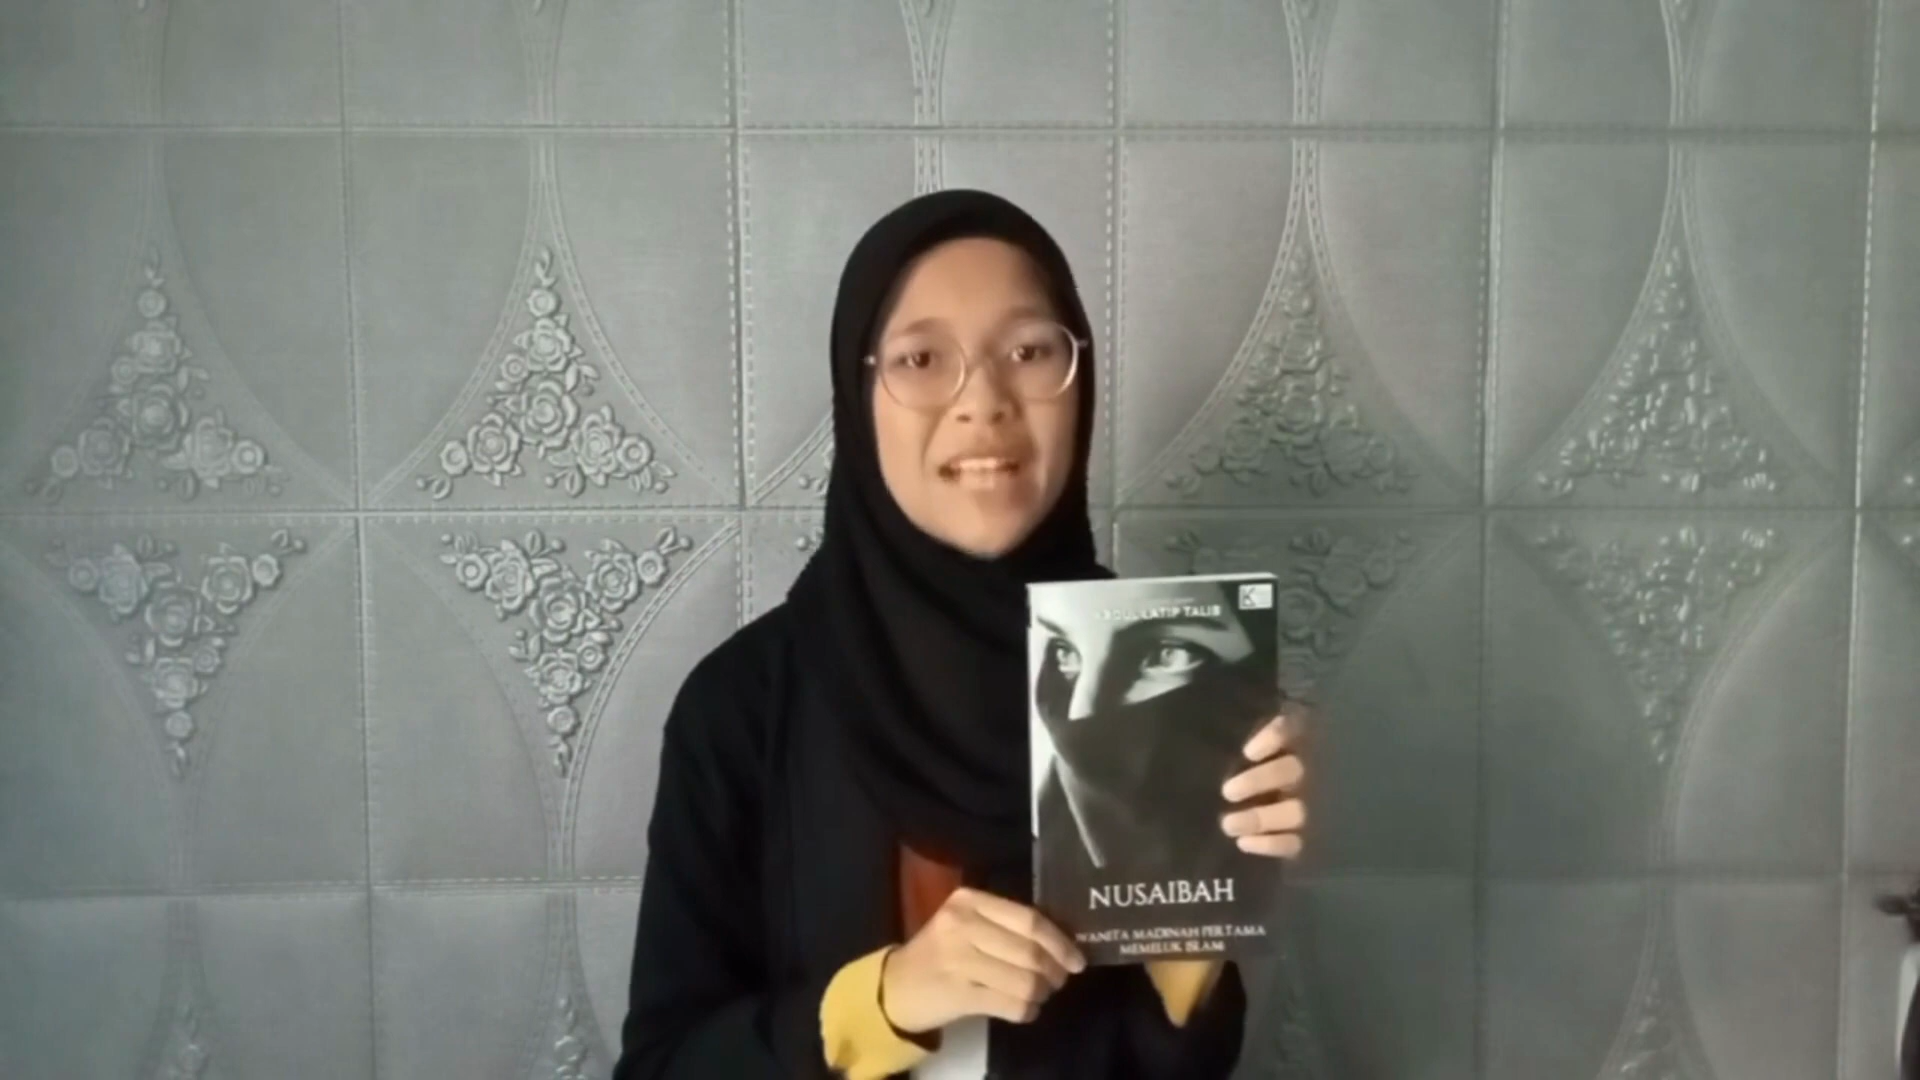 ABDUL LATIP TALIB
NUSAIBAH
WANITA MADINAH PERTAMA
MEMELUK ISLAM